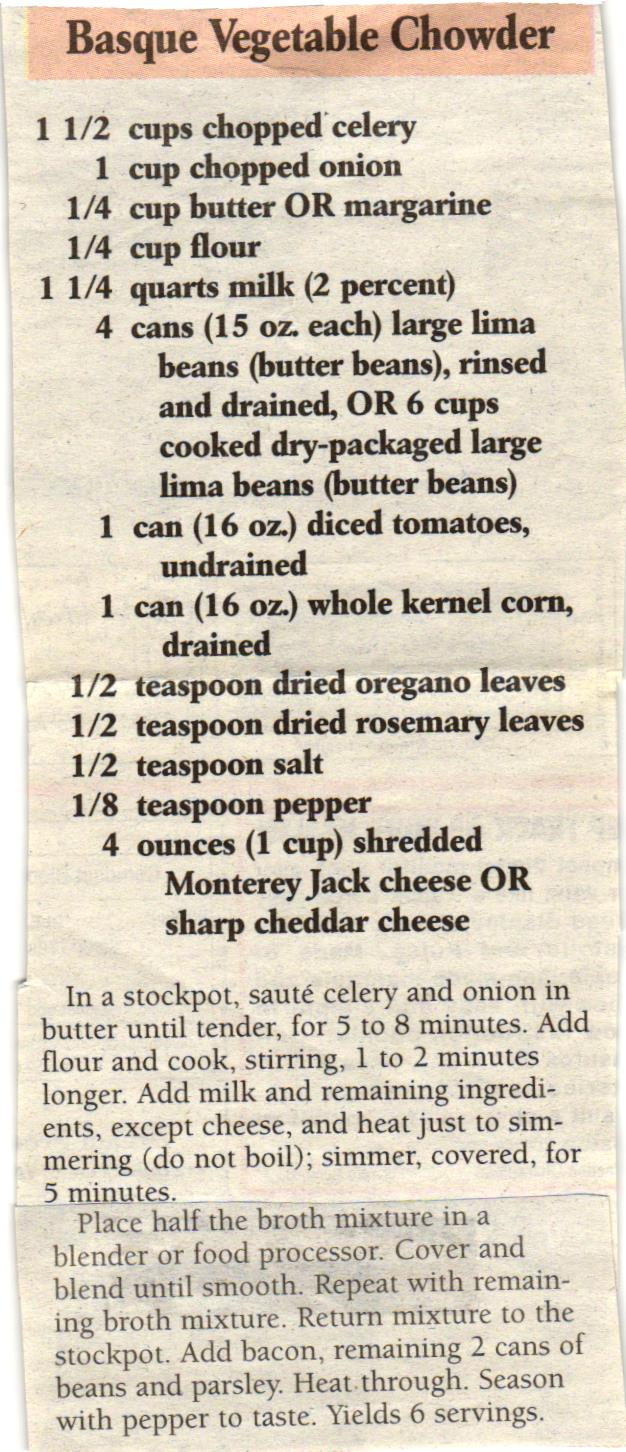 Basque Vegetable Chowder
1 1/2 cups chopped celery
1 cup chopped onion
1/4 cup butter OR margarine
1/4 cup flour
1 1/4 quarts milk (2 percent)
4 cans (15 oz. each) large lima
beans (butter beans), rinsed
and drained, OR 6 cups
cooked dry-packaged large
lima beans (butter beans)
1 can (16 oz.) diced tomatoes,
undrained
1 can (16 oz.) whole kernel corn,
drained
1/2 teaspoon dried oregano leaves
1/2 teaspoon dried rosemary leaves
1/2 teaspoon salt
1/8 teaspoon pepper
4 ounces (1 cup) shredded
Monterey Jack cheese OR
sharp cheddar cheese
In a stockpot, sauté celery and onion in
butter until tender, for 5 to 8 minutes. Add
flour and cook, stirring, 1 to 2 minutes
longer. Add milk and remaining ingredi-
ents, except cheese, and heat just to sim-
mering (do not boil); simmer, covered, for
5 minutes.
Place half the broth mixture in a
blender or food processor. Cover and
blend until smooth. Repeat with remain-
ing broth mixture. Return mixture to the
stockpot. Add bacon, remaining 2 cans of
beans and parsley. Heat through. Season
with pepper to taste. Yields 6 servings.